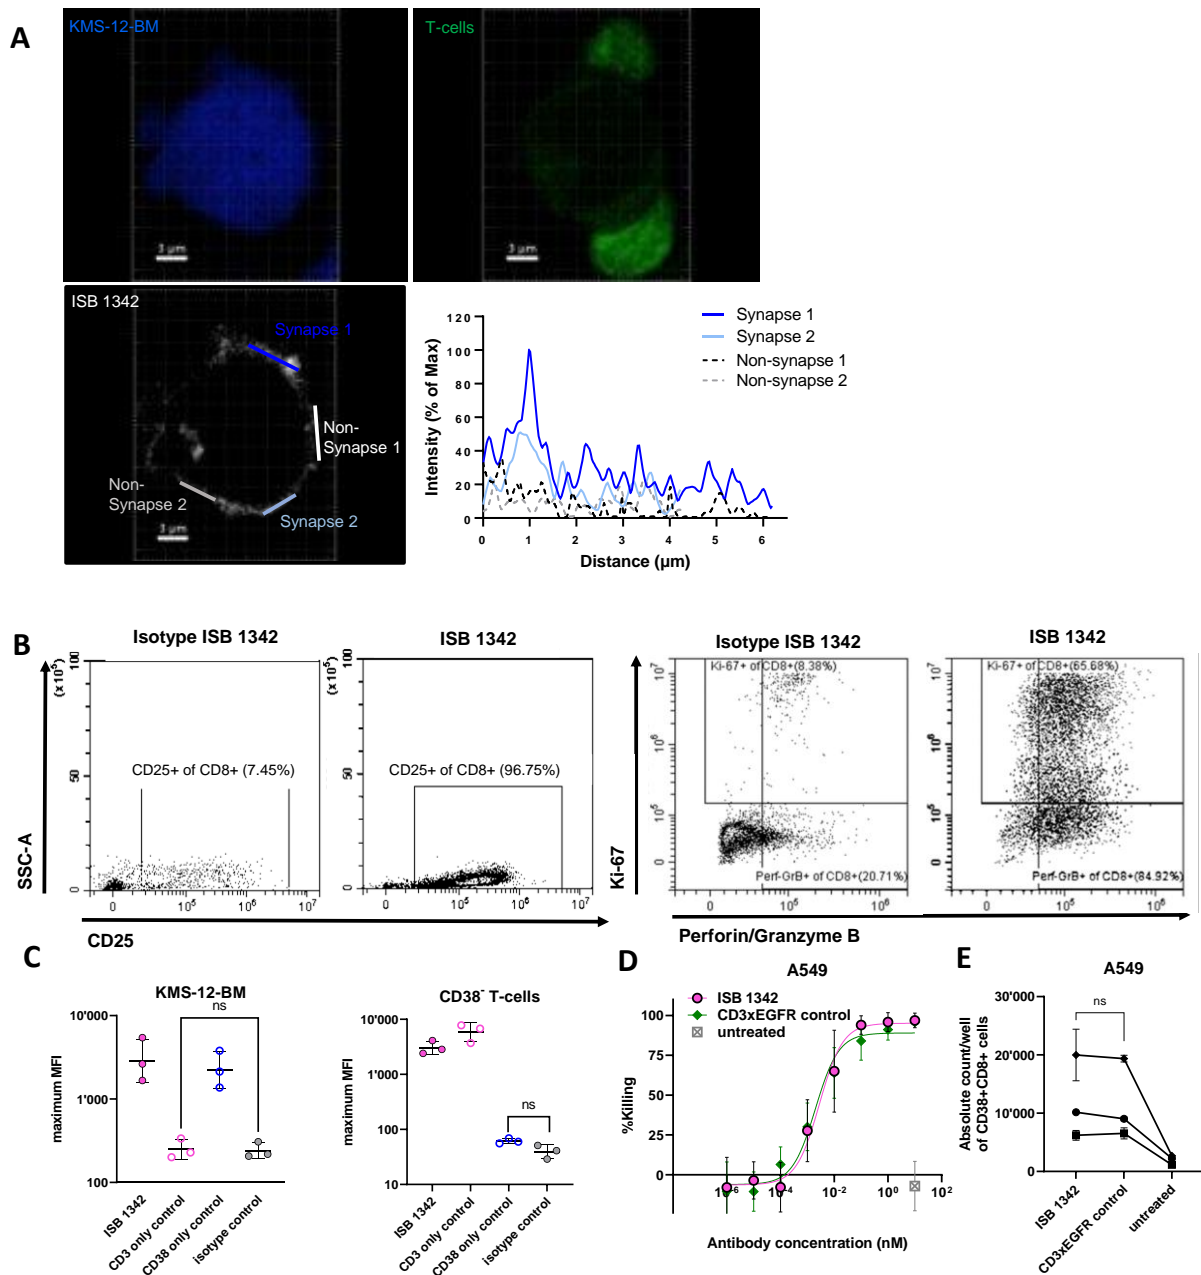 A
KMS-12-BM
T-cells
3 µm
3 µm
ISB 1342
Synapse 1
Non-
Synapse 1
Non-
Synapse 2
Synapse 2
3 µm
Intensity (% of Max)
120
100
80
60
40
20
0
0 1 2 3 4 5 6
Distance (µm)
Synapse 1
Synapse 2
Non-synapse 1
Non-synapse 2
B
Isotype ISB 1342
SSC-A
(x10⁵)
100
50
0
CD25+ of CD8+ (7.45%)
0 10⁵ 10⁶ 10⁷
ISB 1342
(x10⁵)
100
50
0
CD25+ of CD8+ (96.75%)
0 10⁵ 10⁶ 10⁷
CD25
Isotype ISB 1342
Ki-67
10⁷
10⁶
10⁵
0
Ki-67+ of CD8+(8.38%)
Perf-GrB+ of CD8+(20.71%)
10⁵ 10⁶
ISB 1342
10⁷
10⁶
10⁵
0
Ki-67+ of CD8+(65.68%)
Perf-GrB+ of CD8+(84.92%)
0 10⁵ 10⁶
Perforin/Granzyme B
C
KMS-12-BM
ns
maximum MFI
10'000
1'000
100
ISB 1342
CD3 only control
CD38 only control
isotype control
CD38⁻ T-cells
ns
maximum MFI
10'000
1'000
100
10
ISB 1342
CD3 only control
CD38 only control
isotype control
D
A549
ISB 1342
CD3xEGFR control
untreated
%Killing
100
75
50
25
0
10⁻⁶ 10⁻⁴ 10⁻² 10⁰ 10²
Antibody concentration (nM)
E
A549
ns
Absolute count/well
of CD38+CD8+ cells
30'000
20'000
10'000
0
ISB 1342
CD3xEGFR control
untreated